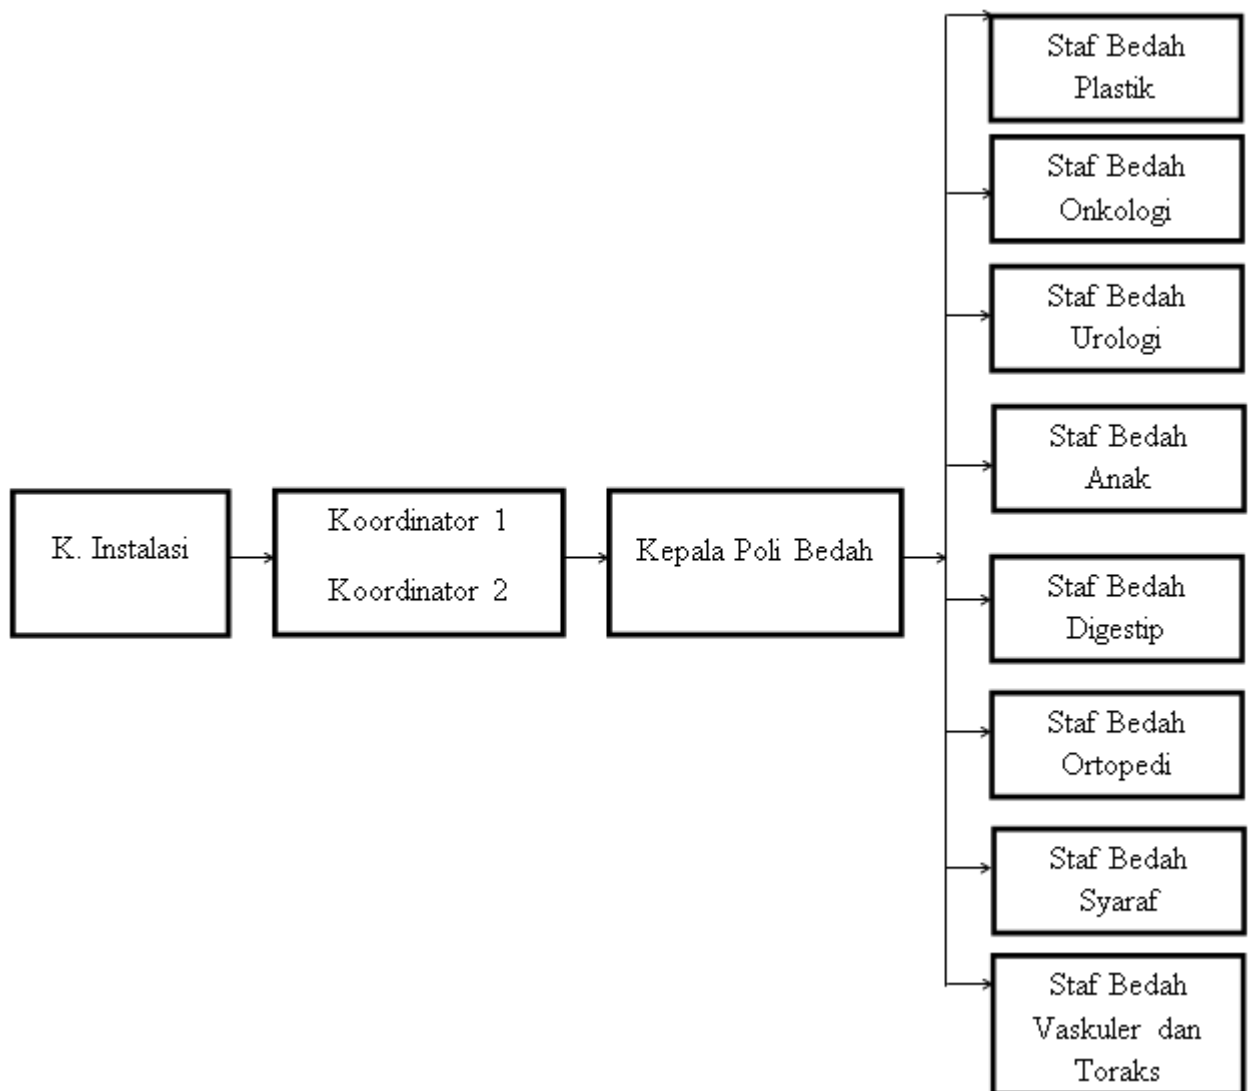 K. Instalasi
Koordinator 1
Koordinator 2
Kepala Poli Bedah
Staf Bedah
Plastik
Staf Bedah
Onkologi
Staf Bedah
Urologi
Staf Bedah
Anak
Staf Bedah
Digestip
Staf Bedah
Ortopedi
Staf Bedah
Syaraf
Staf Bedah
Vaskuler dan
Toraks